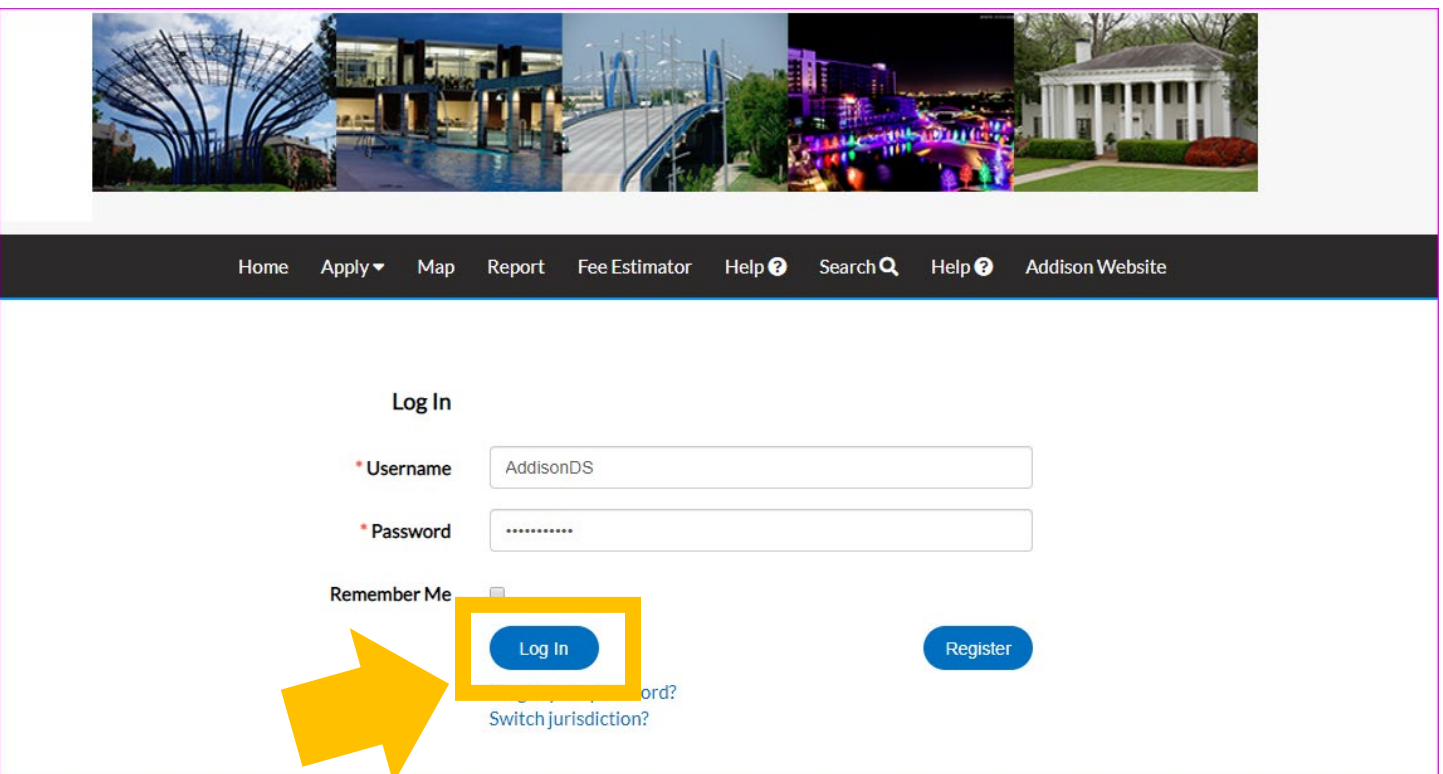 Home Apply Map Report Fee Estimator Help Search Help Addison Website
Log In
* Username AddisonDS
* Password •••••••••••
Remember Me
Log In Register
ord?
Switch jurisdiction?